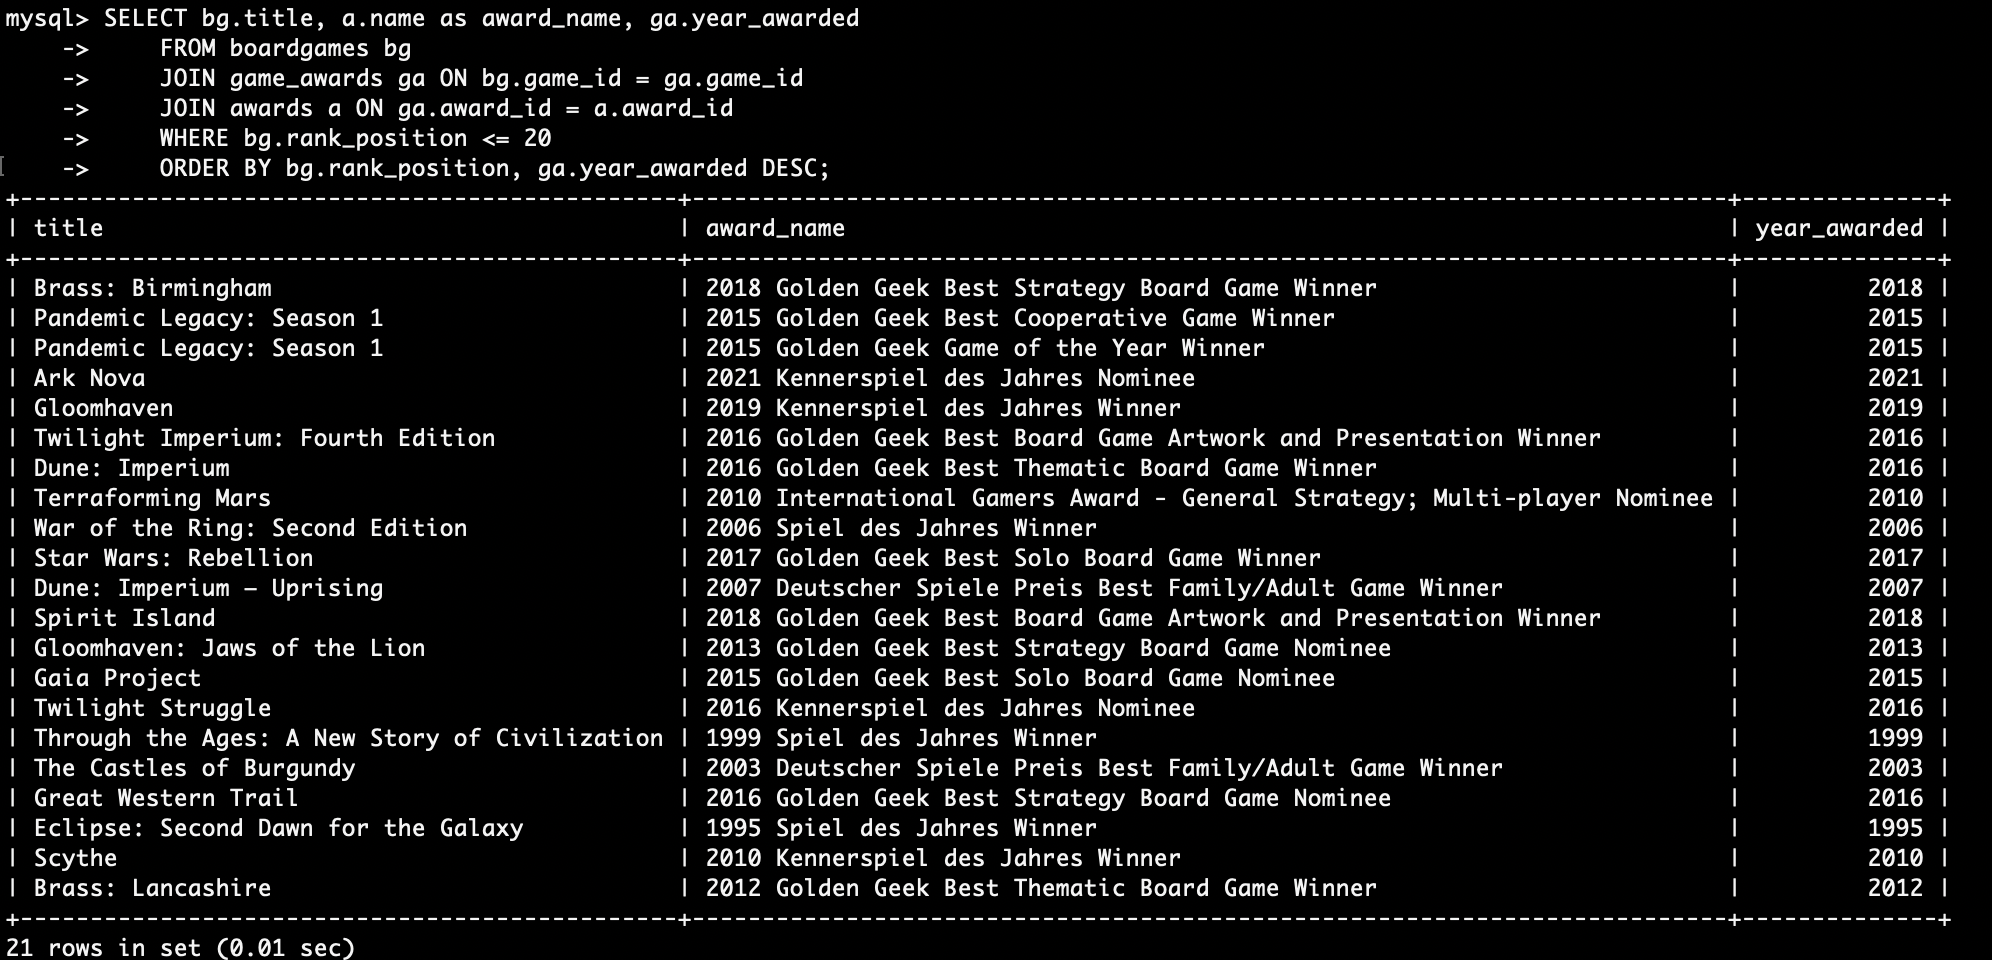 mysql> SELECT bg.title, a.name as award_name, ga.year_awarded
    ->     FROM boardgames bg
    ->     JOIN game_awards ga ON bg.game_id = ga.game_id
    ->     JOIN awards a ON ga.award_id = a.award_id
    ->     WHERE bg.rank_position <= 20
    ->     ORDER BY bg.rank_position, ga.year_awarded DESC;
+-----------------------------------------------+--------------------------------------------------------------------------+--------------+
| title                                         | award_name                                                               | year_awarded |
+-----------------------------------------------+--------------------------------------------------------------------------+--------------+
| Brass: Birmingham                             | 2018 Golden Geek Best Strategy Board Game Winner                         |         2018 |
| Pandemic Legacy: Season 1                     | 2015 Golden Geek Best Cooperative Game Winner                            |         2015 |
| Pandemic Legacy: Season 1                     | 2015 Golden Geek Game of the Year Winner                                 |         2015 |
| Ark Nova                                      | 2021 Kennerspiel des Jahres Nominee                                      |         2021 |
| Gloomhaven                                    | 2019 Kennerspiel des Jahres Winner                                       |         2019 |
| Twilight Imperium: Fourth Edition             | 2016 Golden Geek Best Board Game Artwork and Presentation Winner         |         2016 |
| Dune: Imperium                                | 2016 Golden Geek Best Thematic Board Game Winner                         |         2016 |
| Terraforming Mars                             | 2010 International Gamers Award - General Strategy; Multi-player Nominee |         2010 |
| War of the Ring: Second Edition               | 2006 Spiel des Jahres Winner                                             |         2006 |
| Star Wars: Rebellion                          | 2017 Golden Geek Best Solo Board Game Winner                             |         2017 |
| Dune: Imperium – Uprising                     | 2007 Deutscher Spiele Preis Best Family/Adult Game Winner                |         2007 |
| Spirit Island                                 | 2018 Golden Geek Best Board Game Artwork and Presentation Winner         |         2018 |
| Gloomhaven: Jaws of the Lion                  | 2013 Golden Geek Best Strategy Board Game Nominee                        |         2013 |
| Gaia Project                                  | 2015 Golden Geek Best Solo Board Game Nominee                            |         2015 |
| Twilight Struggle                             | 2016 Kennerspiel des Jahres Nominee                                      |         2016 |
| Through the Ages: A New Story of Civilization | 1999 Spiel des Jahres Winner                                             |         1999 |
| The Castles of Burgundy                       | 2003 Deutscher Spiele Preis Best Family/Adult Game Winner                |         2003 |
| Great Western Trail                           | 2016 Golden Geek Best Strategy Board Game Nominee                        |         2016 |
| Eclipse: Second Dawn for the Galaxy           | 1995 Spiel des Jahres Winner                                             |         1995 |
| Scythe                                        | 2010 Kennerspiel des Jahres Winner                                       |         2010 |
| Brass: Lancashire                             | 2012 Golden Geek Best Thematic Board Game Winner                         |         2012 |
+-----------------------------------------------+--------------------------------------------------------------------------+--------------+
21 rows in set (0.01 sec)